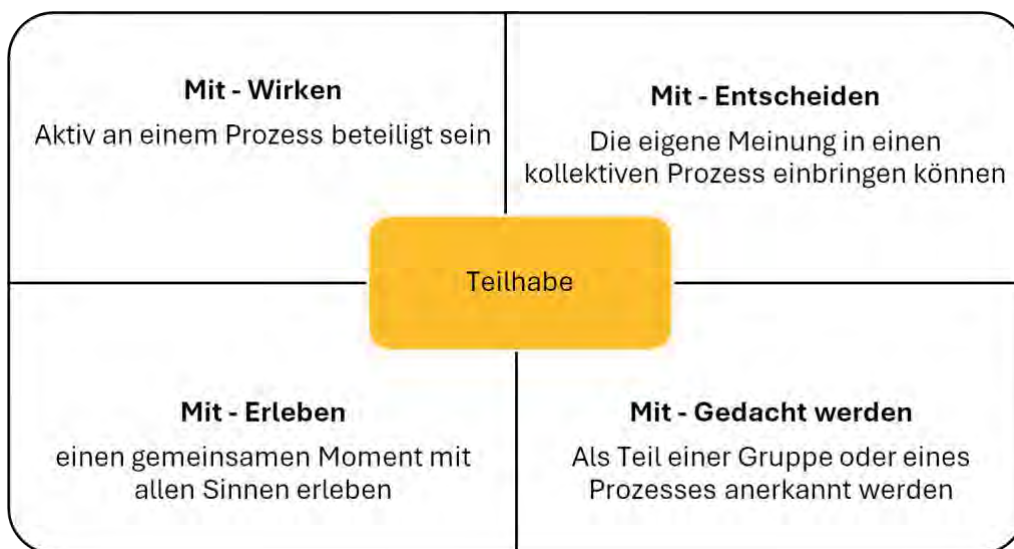 Mit - Wirken
Aktiv an einem Prozess beteiligt sein
Mit - Entscheiden
Die eigene Meinung in einen
kollektiven Prozess einbringen können
Teilhabe
Mit - Erleben
einen gemeinsamen Moment mit
allen Sinnen erleben
Mit - Gedacht werden
Als Teil einer Gruppe oder eines
Prozesses anerkannt werden